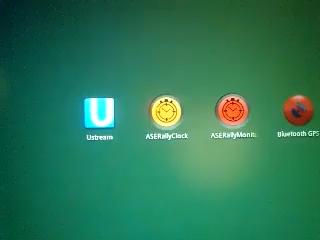 U
Ustream
ASERallyClock
ASERallyMonit
Bluetooth GPS